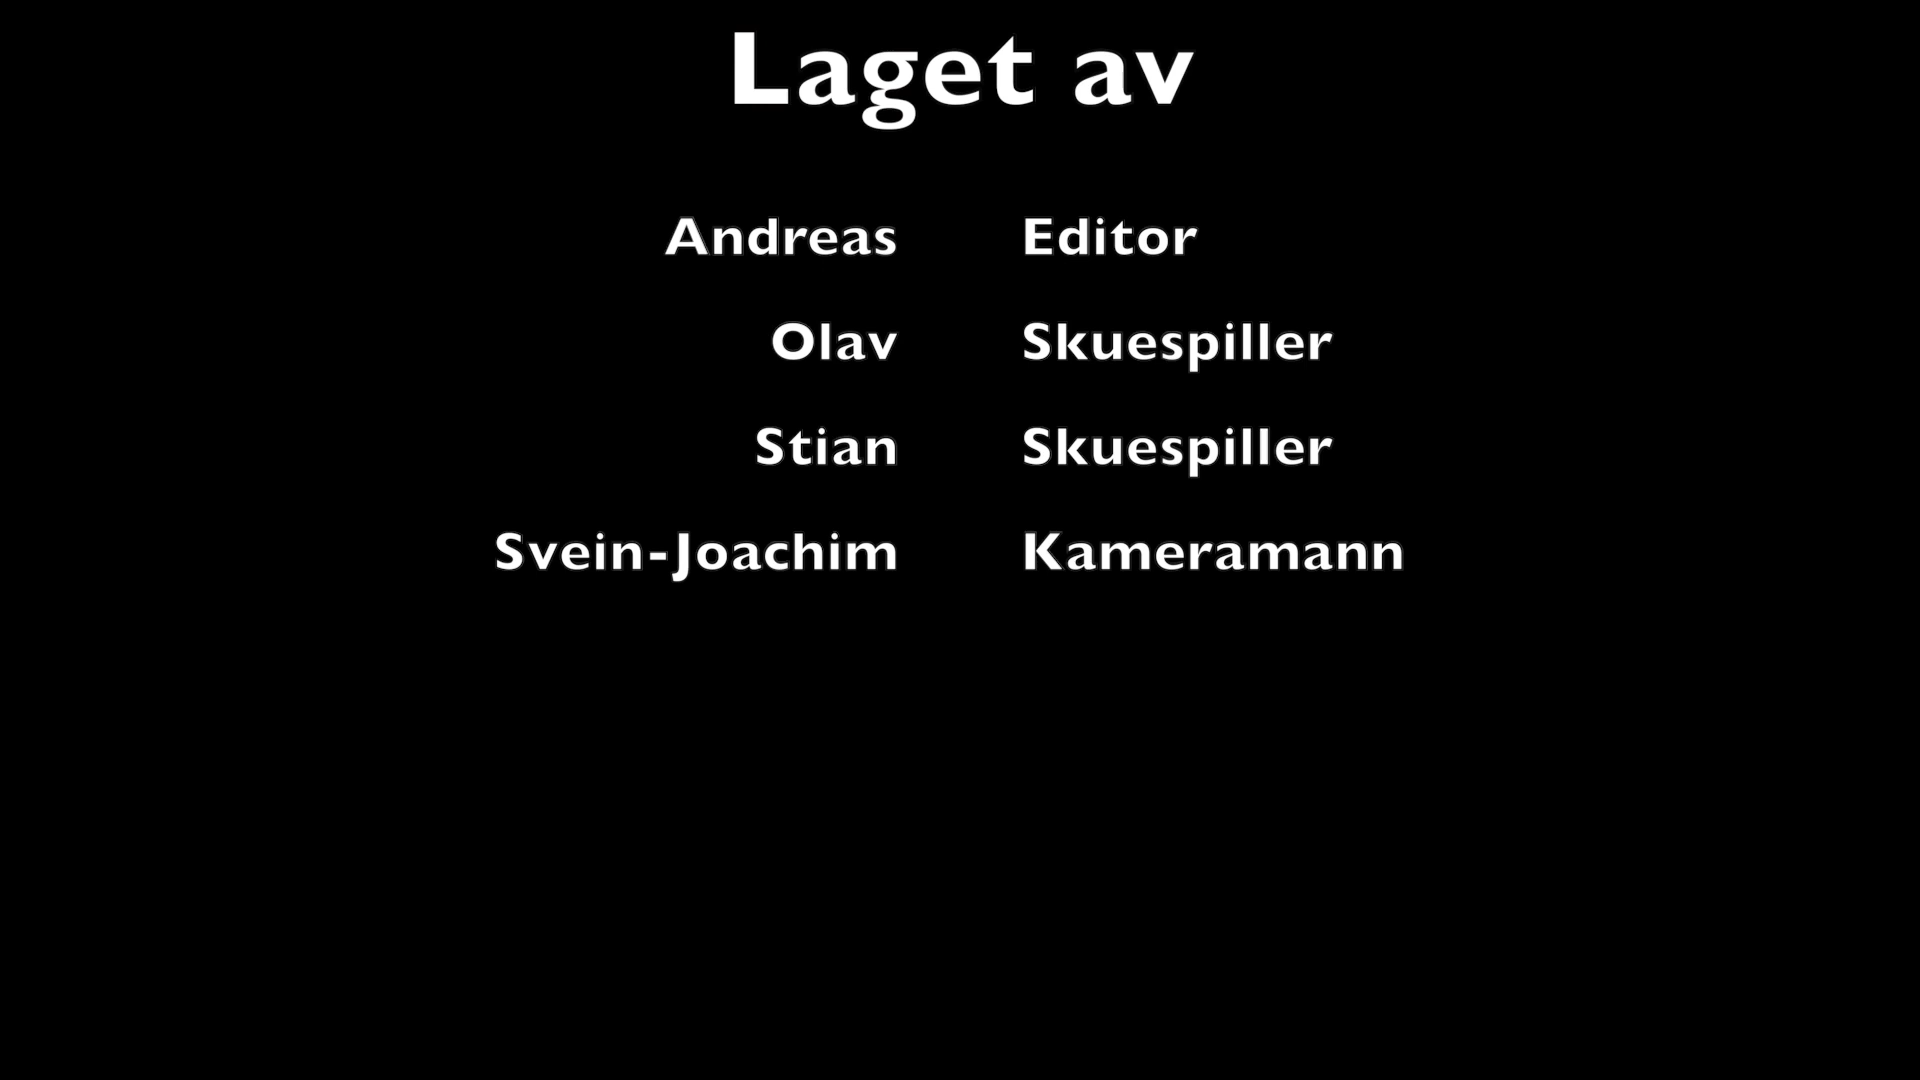 Laget av
Andreas Editor
Olav Skuespiller
Stian Skuespiller
Svein-Joachim Kameramann